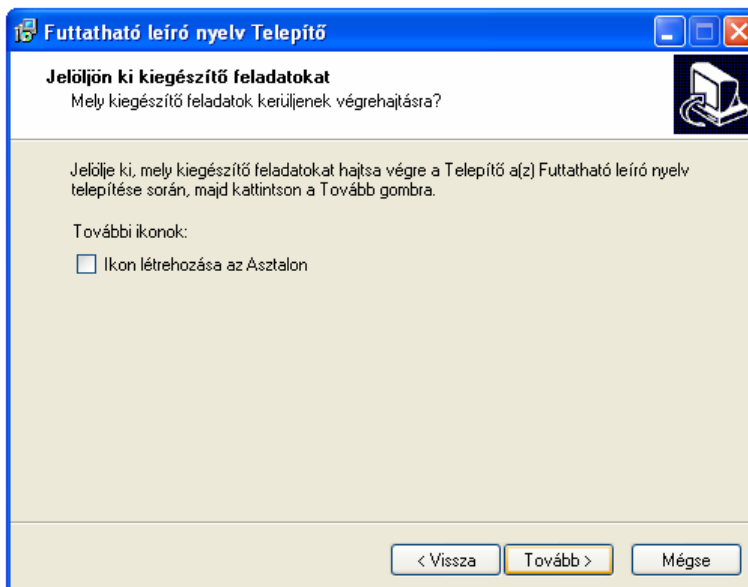 Futtatható leíró nyelv Telepítő
Jelöljön ki kiegészítő feladatokat
Mely kiegészítő feladatok kerüljenek végrehajtásra?
Jelölje ki, mely kiegészítő feladatokat hajtsa végre a Telepítő a(z) Futtatható leíró nyelv
telepítése során, majd kattintson a Tovább gombra.
További ikonok:
Ikon létrehozása az Asztalon
< Vissza
Tovább >
Mégse